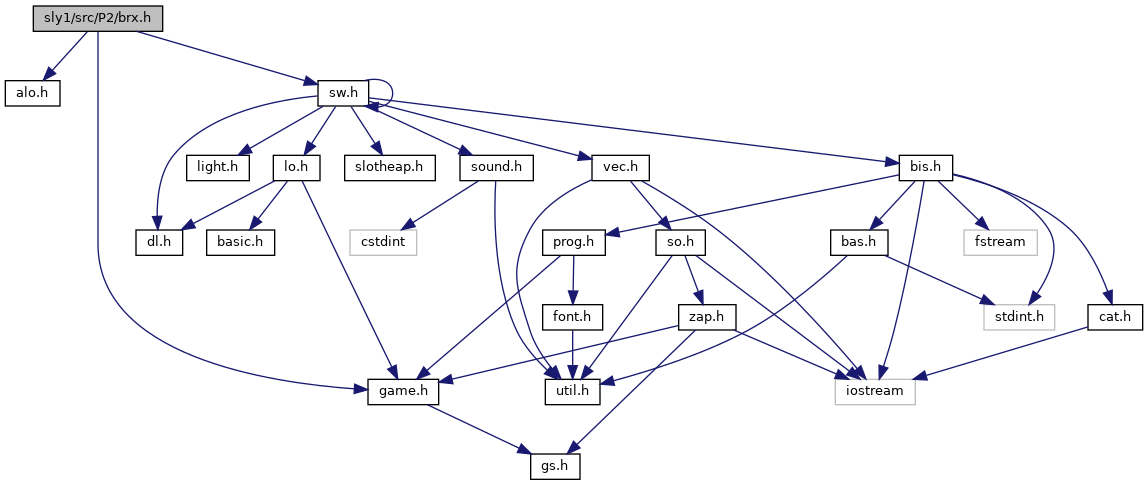 sly1/src/P2/brx.h
alo.h
sw.h
light.h
lo.h
slotheap.h
sound.h
vec.h
bis.h
dl.h
basic.h
cstdint
prog.h
so.h
bas.h
fstream
font.h
zap.h
stdint.h
cat.h
game.h
util.h
iostream
gs.h